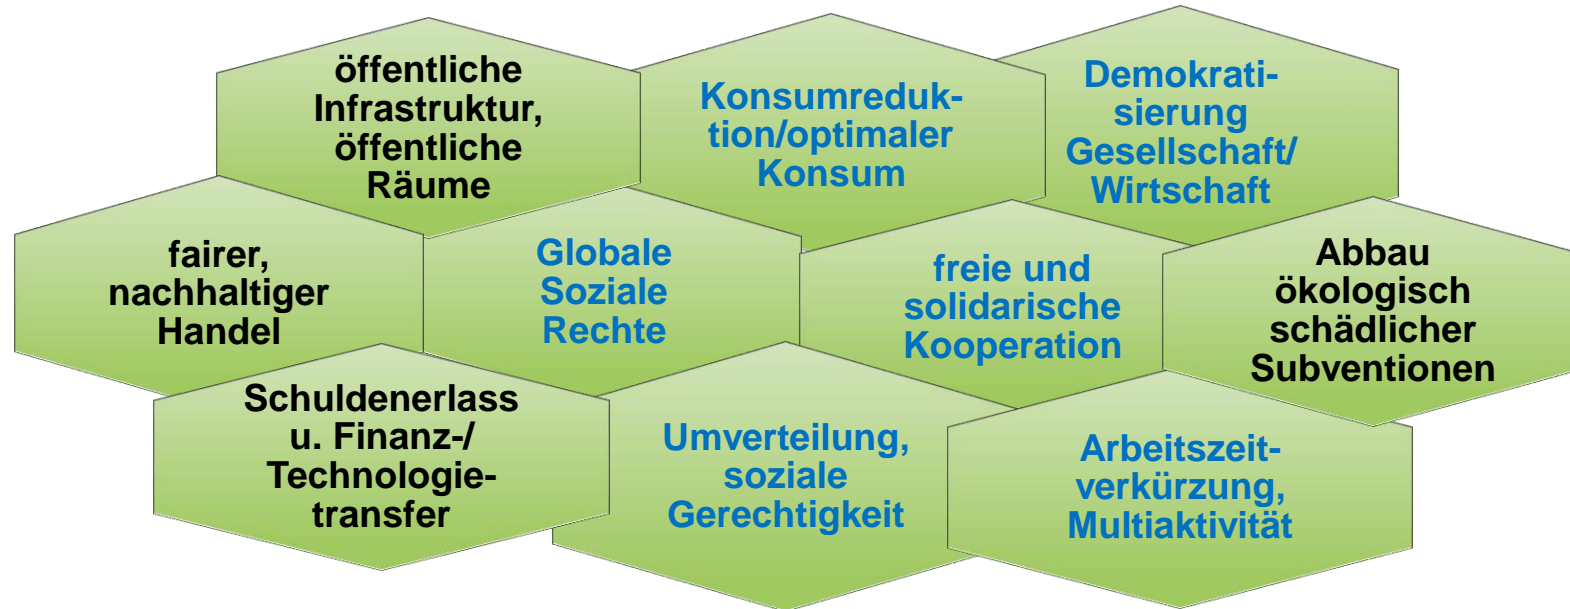 öffentliche
Infrastruktur,
öffentliche
Räume
Konsumreduk-
tion/optimaler
Konsum
Demokrati-
sierung
Gesellschaft/
Wirtschaft
fairer,
nachhaltiger
Handel
Globale
Soziale
Rechte
freie und
solidarische
Kooperation
Abbau
ökologisch
schädlicher
Subventionen
Schuldenerlass
u. Finanz-/
Technologie-
transfer
Umverteilung,
soziale
Gerechtigkeit
Arbeitszeit-
verkürzung,
Multiaktivität